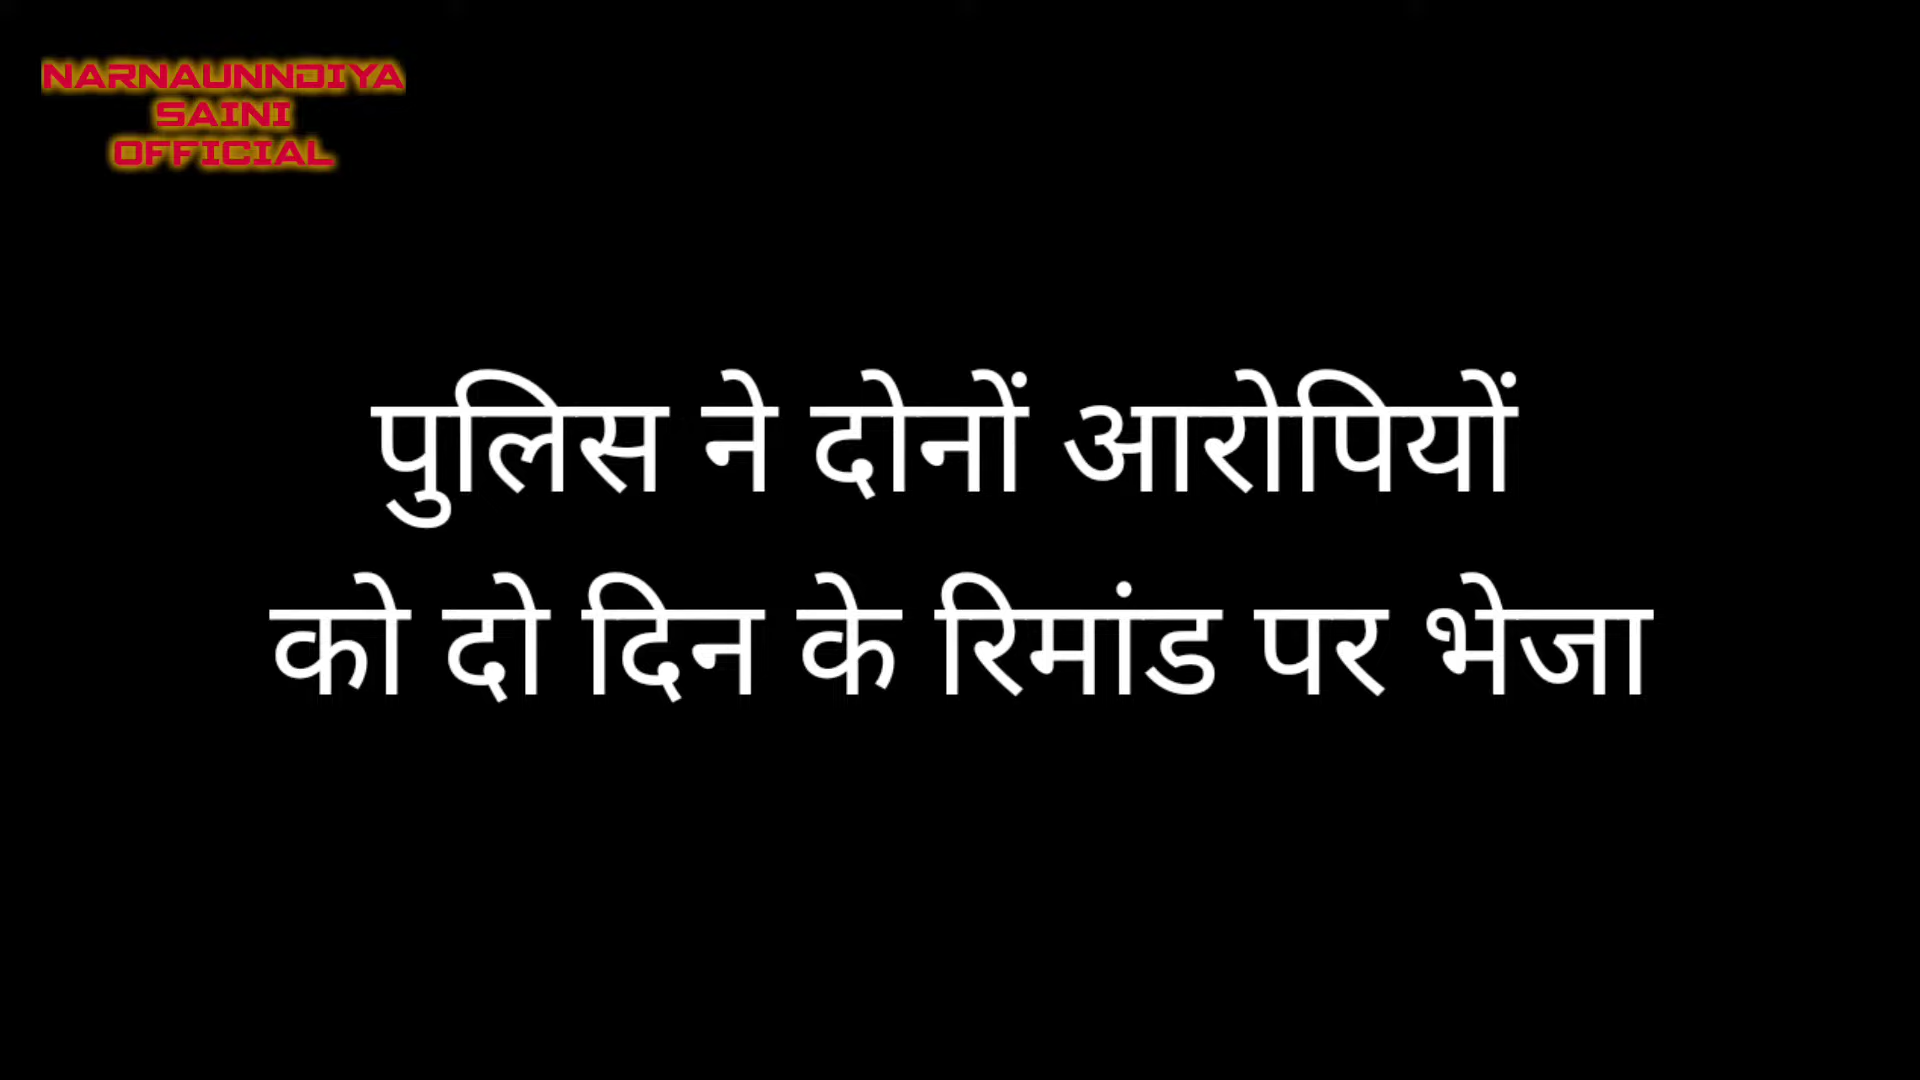 NARNAUNNDIYA
SAINI
OFFICIAL
पुलिस ने दोनों आरोपियों
को दो दिन के रिमांड पर भेजा